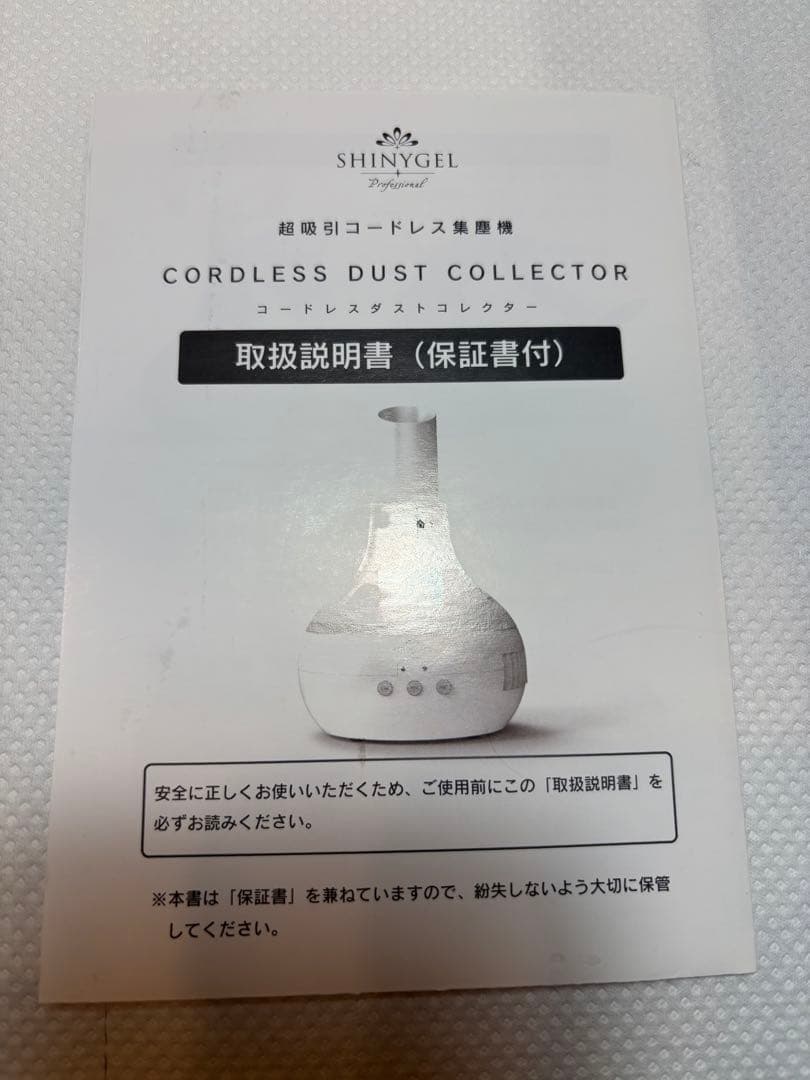 SHINYGEL
Professional
超吸引コードレス集塵機
CORDLESS DUST COLLECTOR
コードレスダストコレクター
取扱説明書（保証書付）
安全に正しくお使いいただくため、ご使用前にこの「取扱説明書」を
必ずお読みください。
※本書は「保証書」を兼ねていますので、紛失しないよう大切に保管
してください。